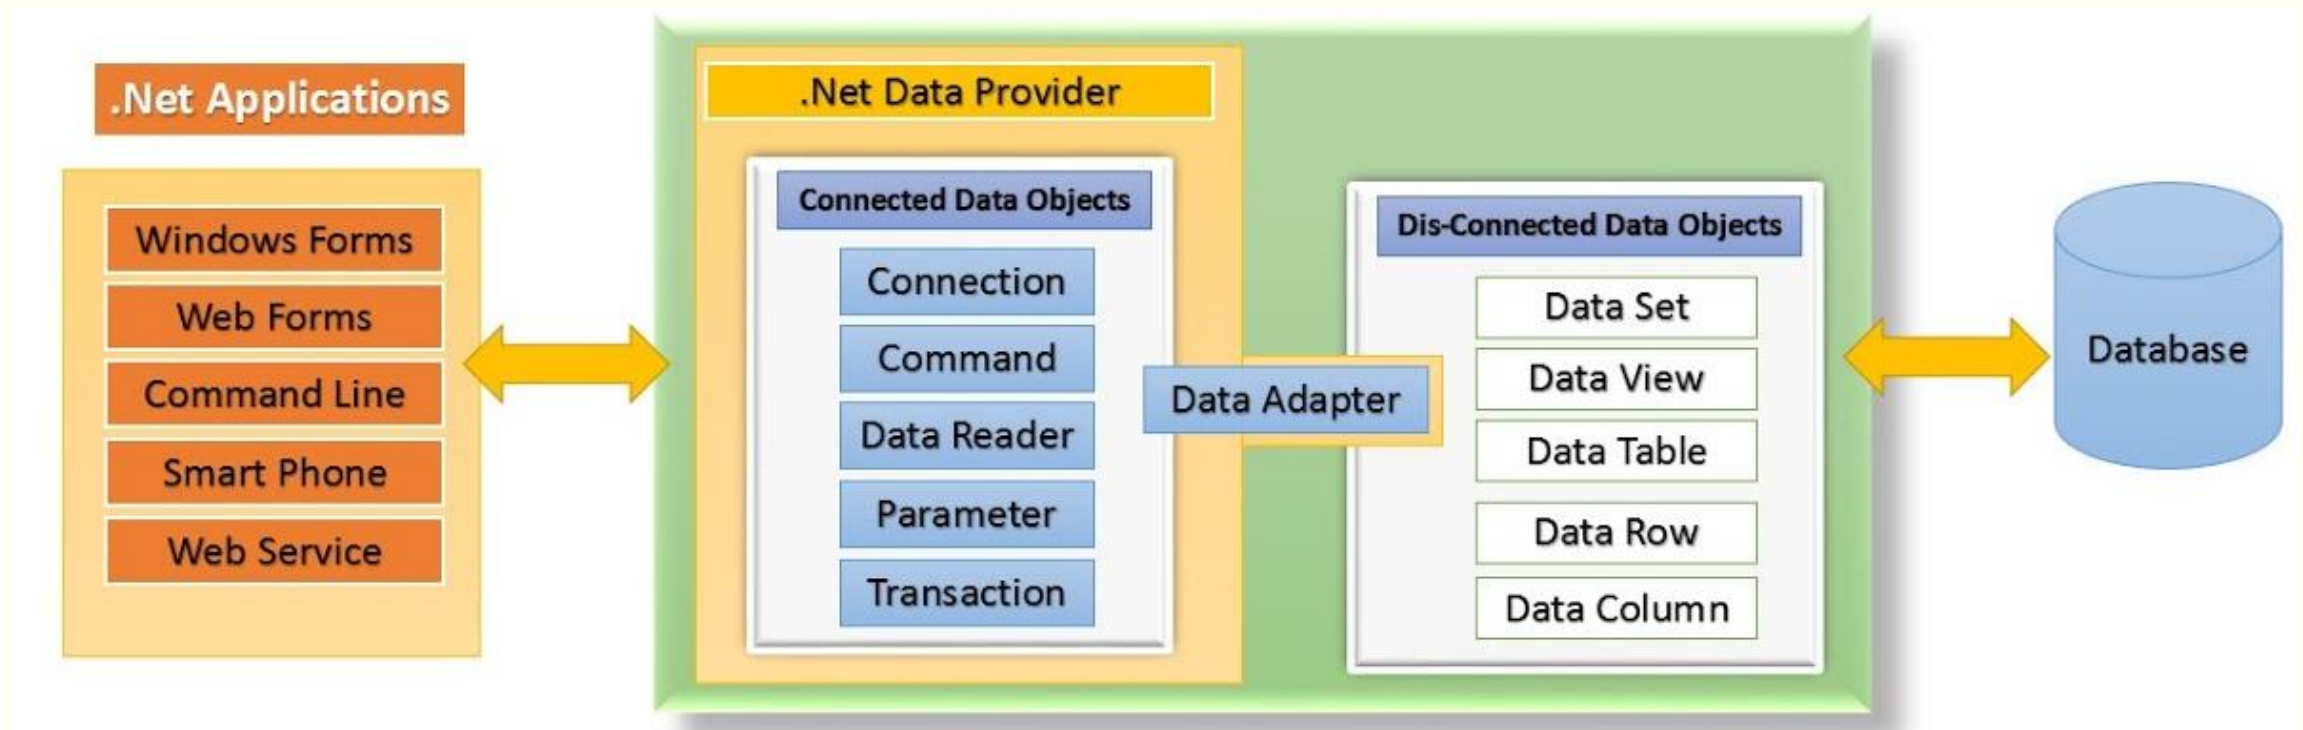 .Net Applications
Windows Forms
Web Forms
Command Line
Smart Phone
Web Service
.Net Data Provider
Connected Data Objects
Connection
Command
Data Reader
Parameter
Transaction
Data Adapter
Dis-Connected Data Objects
Data Set
Data View
Data Table
Data Row
Data Column
Database